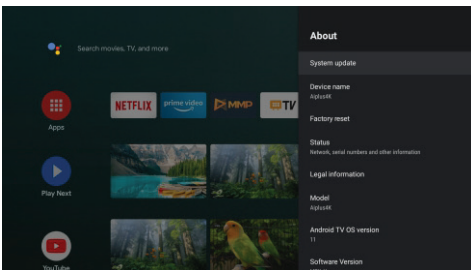 Search movies, TV, and more
Apps
NETFLIX
prime video
MMP
TV
Play Next
YouTube
About
System update
Device name
Aiplus4K
Factory reset
Status
Network, serial numbers and other information
Legal information
Model
Aiplus4K
Android TV OS version
11
Software Version